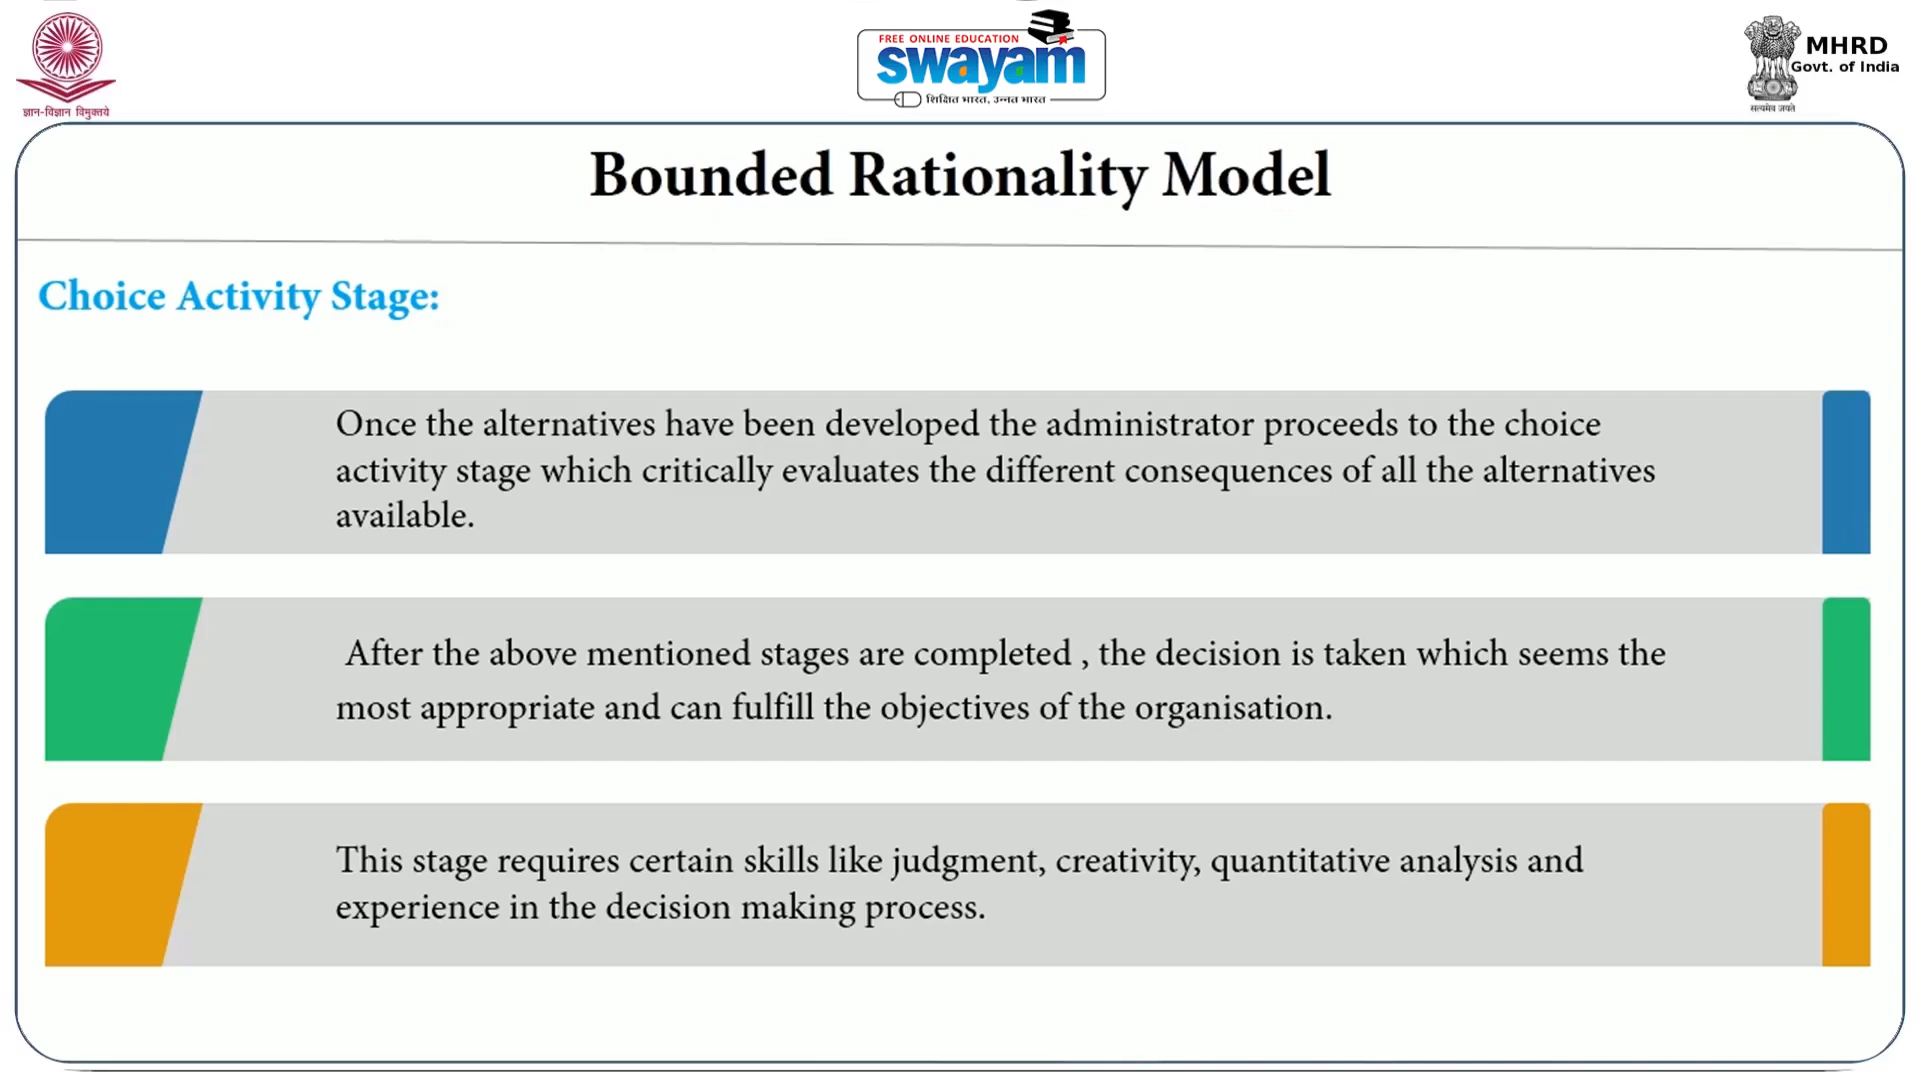 ज्ञान-विज्ञान विमुक्तये
FREE ONLINE EDUCATION
swayam
शिक्षित भारत, उन्नत भारत
MHRD
Govt. of India
सत्यमेव जयते
Bounded Rationality Model
Choice Activity Stage:
Once the alternatives have been developed the administrator proceeds to the choice
activity stage which critically evaluates the different consequences of all the alternatives
available.
After the above mentioned stages are completed , the decision is taken which seems the
most appropriate and can fulfill the objectives of the organisation.
This stage requires certain skills like judgment, creativity, quantitative analysis and
experience in the decision making process.